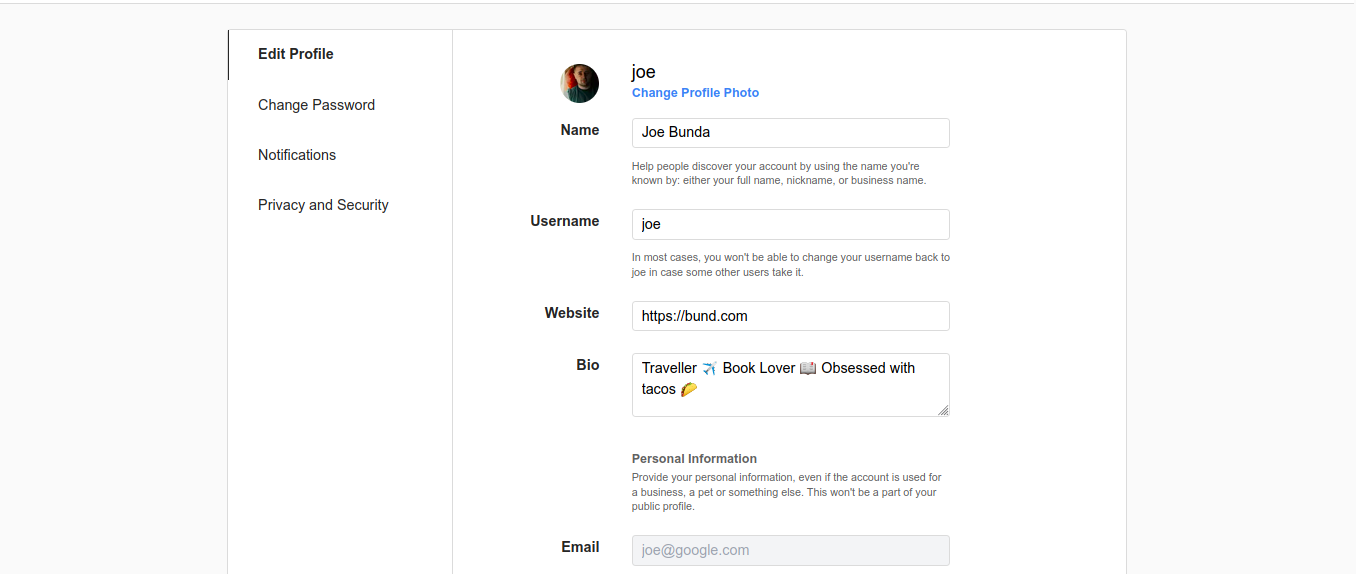 Edit Profile
Change Password
Notifications
Privacy and Security
joe
Change Profile Photo
Name
Joe Bunda
Help people discover your account by using the name you're
known by: either your full name, nickname, or business name.
Username
joe
In most cases, you won't be able to change your username back to
joe in case some other users take it.
Website
https://bund.com
Bio
Traveller ✈️ Book Lover 📖 Obsessed with
tacos 🌮
Personal Information
Provide your personal information, even if the account is used for
a business, a pet or something else. This won't be a part of your
public profile.
Email
joe@google.com